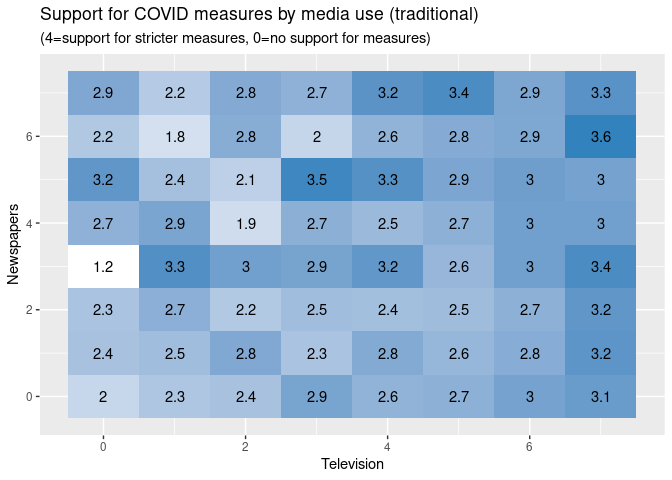 Support for COVID measures by media use (traditional)
(4=support for stricter measures, 0=no support for measures)
2.9 2.2 2.8 2.7 3.2 3.4 2.9 3.3
6 2.2 1.8 2.8 2 2.6 2.8 2.9 3.6
3.2 2.4 2.1 3.5 3.3 2.9 3 3
4 2.7 2.9 1.9 2.7 2.5 2.7 3 3
Newspapers
1.2 3.3 3 2.9 3.2 2.6 3 3.4
2 2.3 2.7 2.2 2.5 2.4 2.5 2.7 3.2
2.4 2.5 2.8 2.3 2.8 2.6 2.8 3.2
0 2 2.3 2.4 2.9 2.6 2.7 3 3.1
0 2 4 6
Television